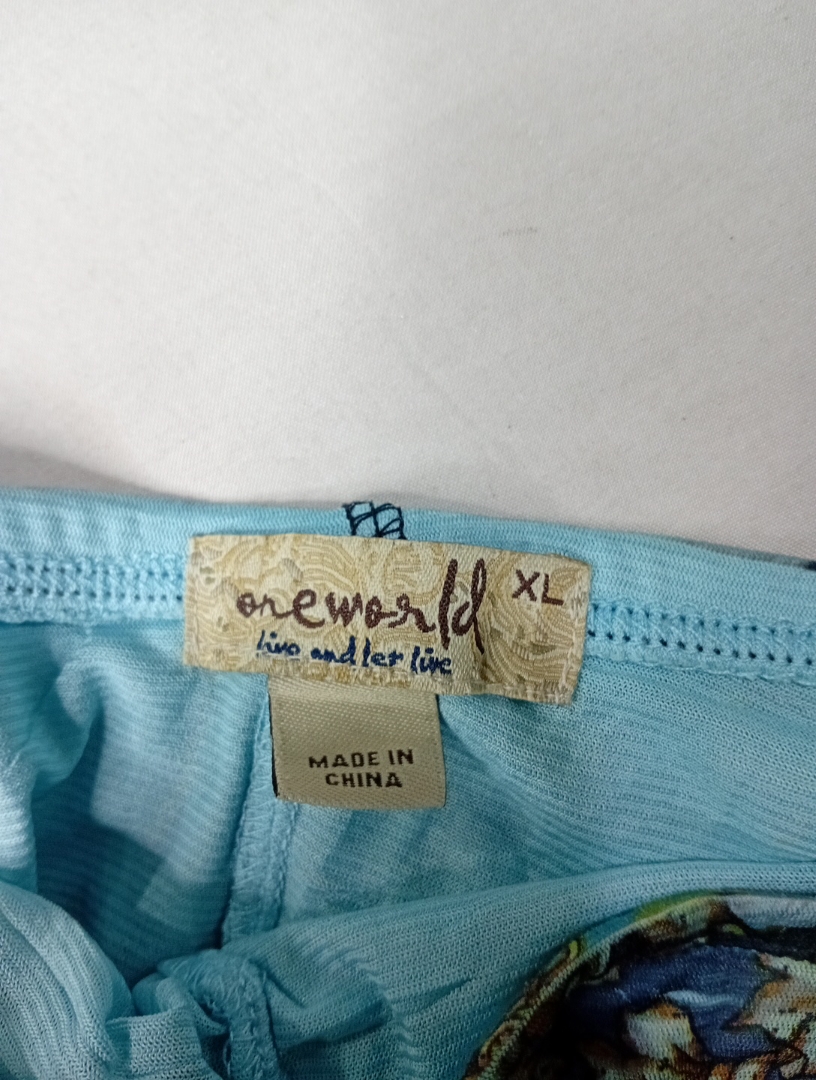 oneworld XL
live and let live
MADE IN
CHINA